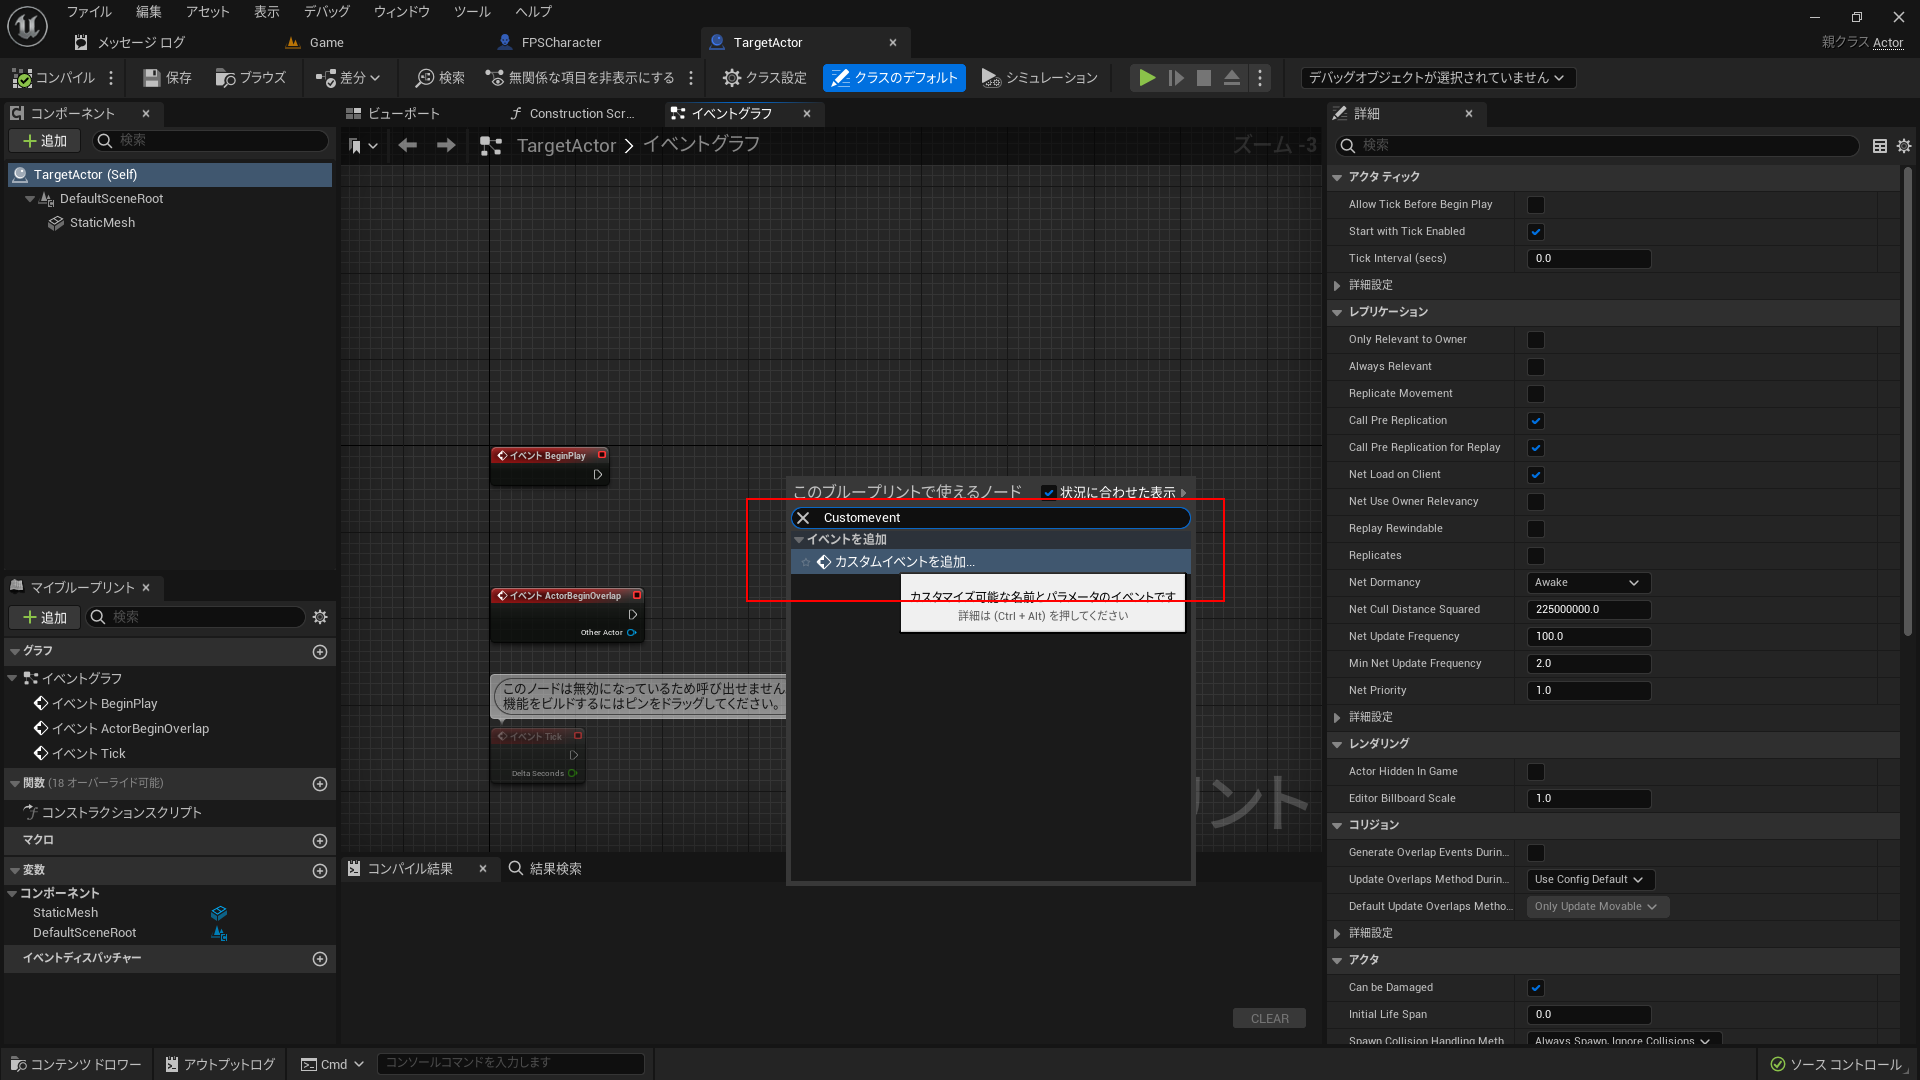 ファイル 編集 アセット 表示 デバッグ ウィンドウ ツール ヘルプ
メッセージ ログ Game FPSCharacter TargetActor
親クラス Actor
コンパイル 保存 ブラウズ 差分 検索 無関係な項目を非表示にする クラス設定 クラスのデフォルト シミュレーション デバッグオブジェクトが選択されていません
コンポーネント
追加 検索
TargetActor (Self)
DefaultSceneRoot
StaticMesh
マイブループリント
追加 検索
グラフ
イベントグラフ
イベント BeginPlay
イベント ActorBeginOverlap
イベント Tick
関数 (18 オーバーライド可能)
コンストラクションスクリプト
マクロ
変数
コンポーネント
StaticMesh
DefaultSceneRoot
イベントディスパッチャー
ビューポート Construction Scr... イベントグラフ
TargetActor イベントグラフ ズーム -3
イベント BeginPlay
イベント ActorBeginOverlap
Other Actor
このノードは無効になっているため呼び出せません
機能をビルドするにはピンをドラッグしてください。
イベント Tick
Delta Seconds
このブループリントで使えるノード 状況に合わせた表示
Customevent
イベントを追加
カスタムイベントを追加...
カスタマイズ可能な名前とパラメータのイベントです
詳細は (Ctrl + Alt) を押してください
ント
コンパイル結果 結果検索
CLEAR
詳細
検索
アクタ ティック
Allow Tick Before Begin Play
Start with Tick Enabled
Tick Interval (secs) 0.0
詳細設定
レプリケーション
Only Relevant to Owner
Always Relevant
Replicate Movement
Call Pre Replication
Call Pre Replication for Replay
Net Load on Client
Net Use Owner Relevancy
Replay Rewindable
Replicates
Net Dormancy Awake
Net Cull Distance Squared 225000000.0
Net Update Frequency 100.0
Min Net Update Frequency 2.0
Net Priority 1.0
詳細設定
レンダリング
Actor Hidden In Game
Editor Billboard Scale 1.0
コリジョン
Generate Overlap Events Durin...
Update Overlaps Method Durin... Use Config Default
Default Update Overlaps Metho... Only Update Movable
詳細設定
アクタ
Can be Damaged
Initial Life Span 0.0
Spawn Collision Handling Meth Always Spawn, Ignore Collisions
コンテンツ ドロワー アウトプットログ Cmd コンソールコマンドを入力します ソース コントロール